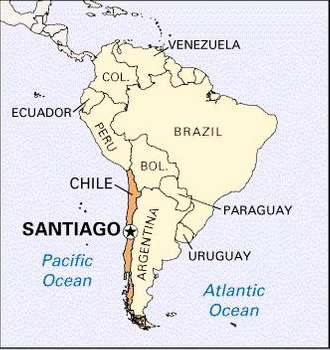 VENEZUELA
COL.
ECUADOR
PERU
BRAZIL
BOL.
CHILE
PARAGUAY
SANTIAGO
ARGENTINA
URUGUAY
Pacific
Ocean
Atlantic
Ocean